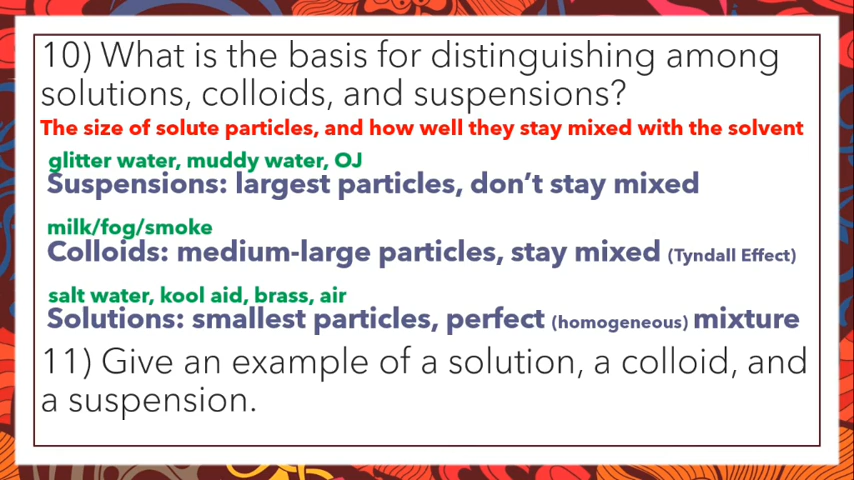 10) What is the basis for distinguishing among
solutions, colloids, and suspensions?
The size of solute particles, and how well they stay mixed with the solvent
glitter water, muddy water, OJ
Suspensions: largest particles, don't stay mixed
milk/fog/smoke
Colloids: medium-large particles, stay mixed (Tyndall Effect)
salt water, kool aid, brass, air
Solutions: smallest particles, perfect (homogeneous) mixture
11) Give an example of a solution, a colloid, and
a suspension.